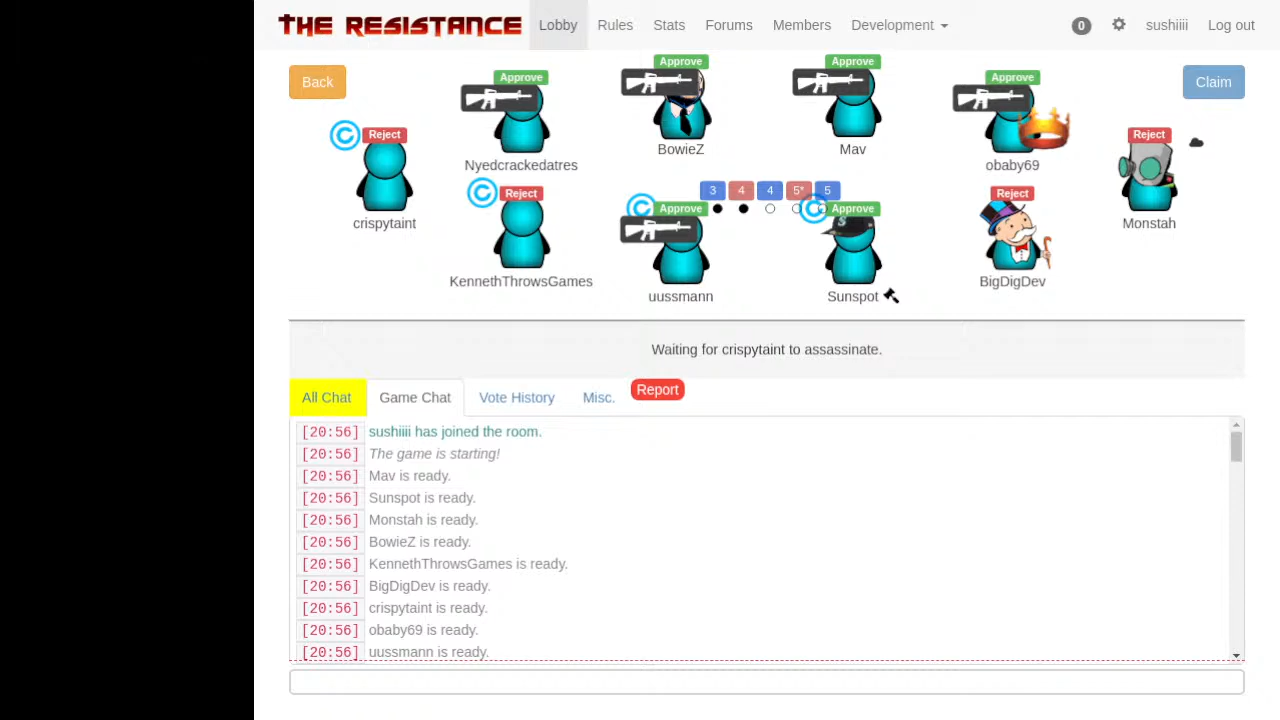 THE RESISTANCE Lobby Rules Stats Forums Members Development 0 sushiiii Log out
Back
Claim
Approve
Approve
Approve
Approve
Reject
Reject
Nyedcrackedatres
BowieZ
Mav
obaby69
crispytaint
Monstah
3 4 4 5* 5
Reject
Approve
Approve
Reject
S
KennethThrowsGames
uussmann
Sunspot
BigDigDev
Waiting for crispytaint to assassinate.
All Chat Game Chat Vote History Misc. Report
[20:56] sushiiii has joined the room.
[20:56] The game is starting!
[20:56] Mav is ready.
[20:56] Sunspot is ready.
[20:56] Monstah is ready.
[20:56] BowieZ is ready.
[20:56] KennethThrowsGames is ready.
[20:56] BigDigDev is ready.
[20:56] crispytaint is ready.
[20:56] obaby69 is ready.
[20:56] uussmann is ready.